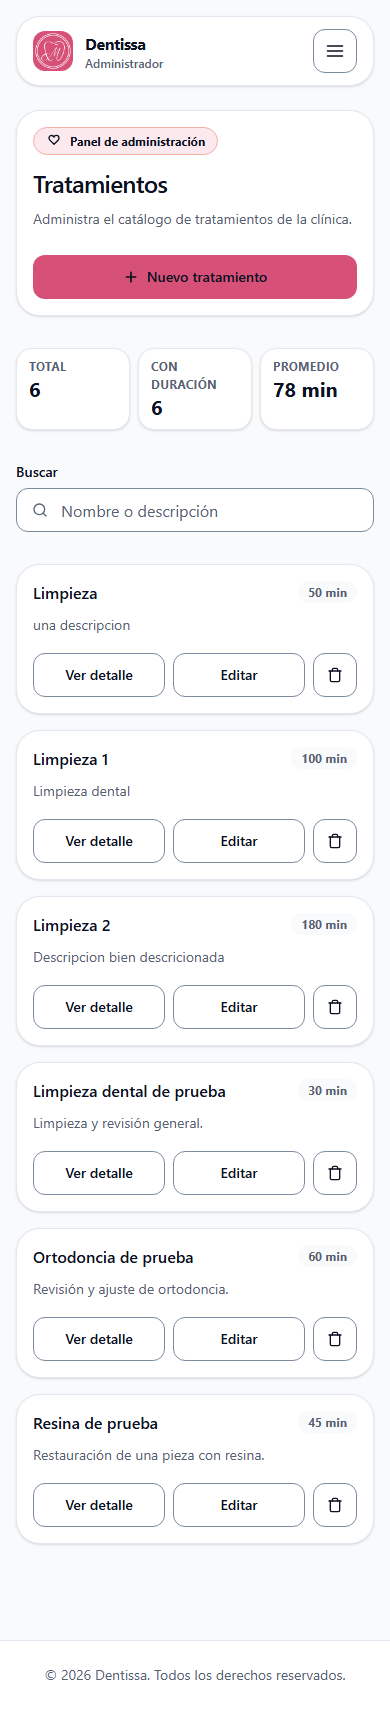 Dentissa
Administrador
Panel de administración
Tratamientos
Administra el catálogo de tratamientos de la clínica.
Nuevo tratamiento
TOTAL
6
CON
DURACIÓN
6
PROMEDIO
78 min
Buscar
Nombre o descripción
Limpieza
50 min
una descripcion
Ver detalle
Editar
Limpieza 1
100 min
Limpieza dental
Ver detalle
Editar
Limpieza 2
180 min
Descripcion bien descricionada
Ver detalle
Editar
Limpieza dental de prueba
30 min
Limpieza y revisión general.
Ver detalle
Editar
Ortodoncia de prueba
60 min
Revisión y ajuste de ortodoncia.
Ver detalle
Editar
Resina de prueba
45 min
Restauración de una pieza con resina.
Ver detalle
Editar
© 2026 Dentissa. Todos los derechos reservados.